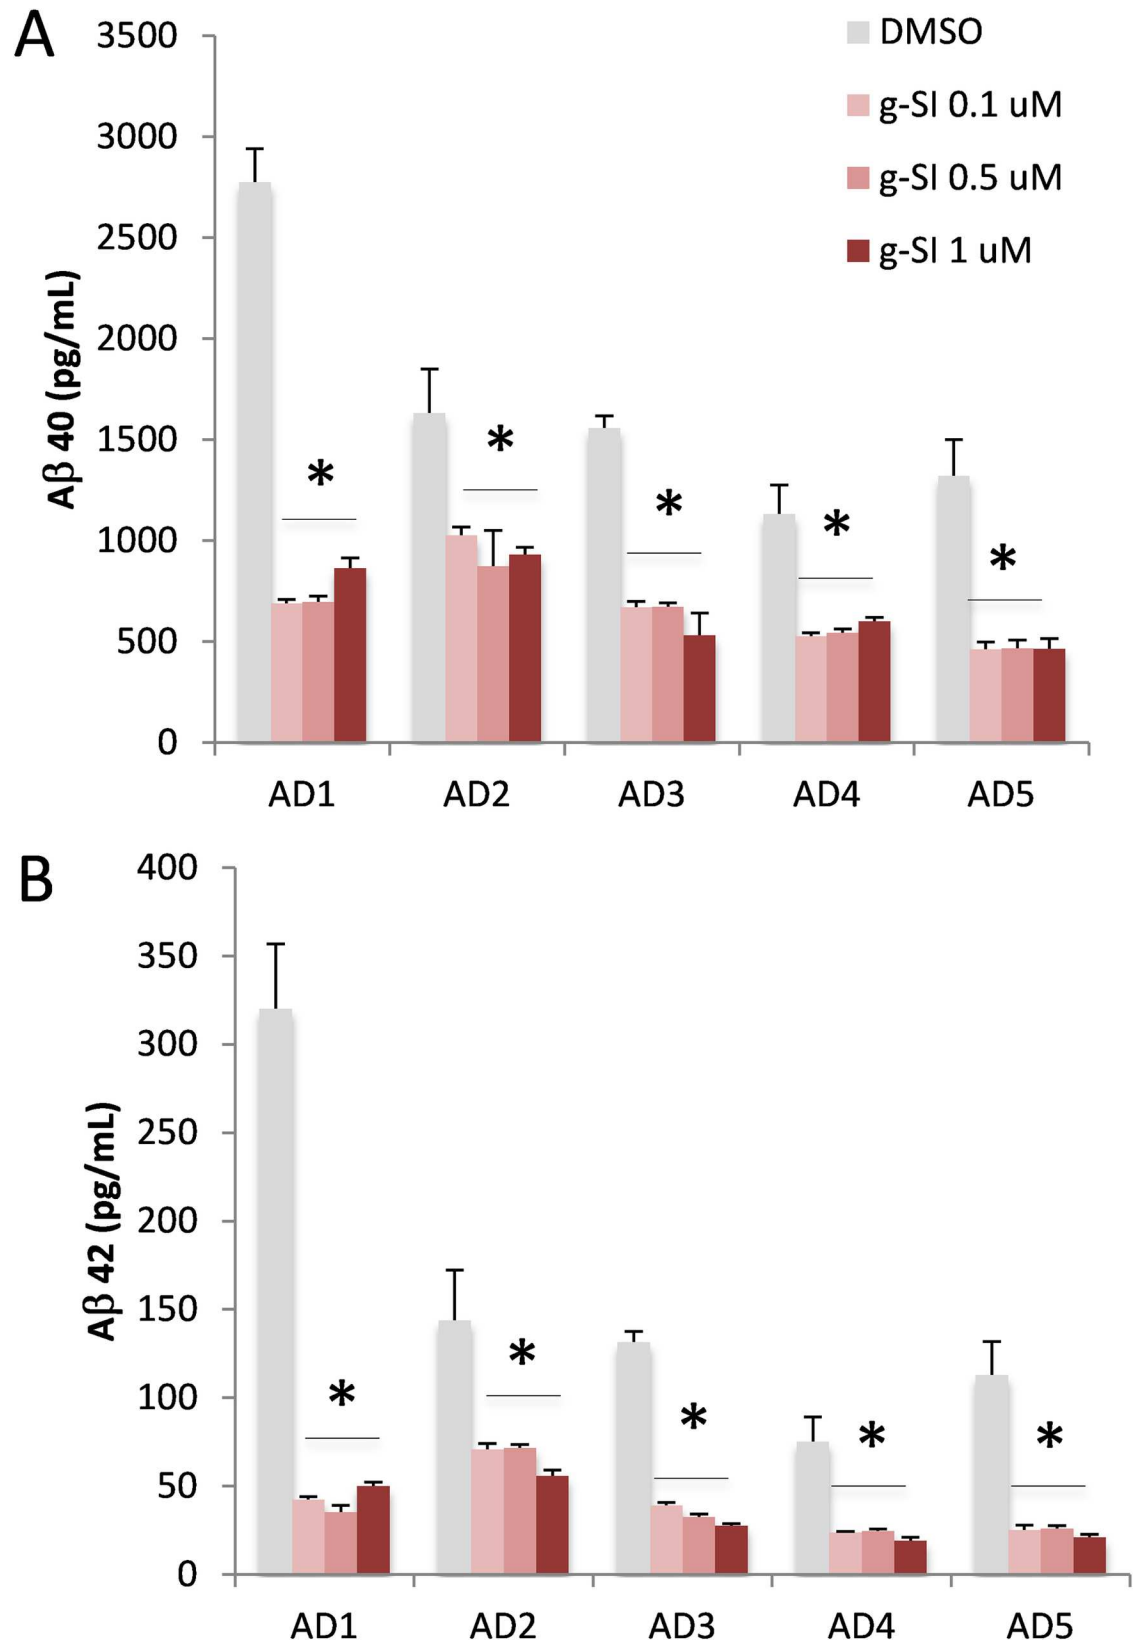 A
3500
3000
2500
2000
1500
1000
500
0
Aβ 40 (pg/mL)
DMSO
g-SI 0.1 uM
g-SI 0.5 uM
g-SI 1 uM
*
*
*
*
*
AD1 AD2 AD3 AD4 AD5
B
400
350
300
250
200
150
100
50
0
Aβ 42 (pg/mL)
*
*
*
*
*
AD1 AD2 AD3 AD4 AD5